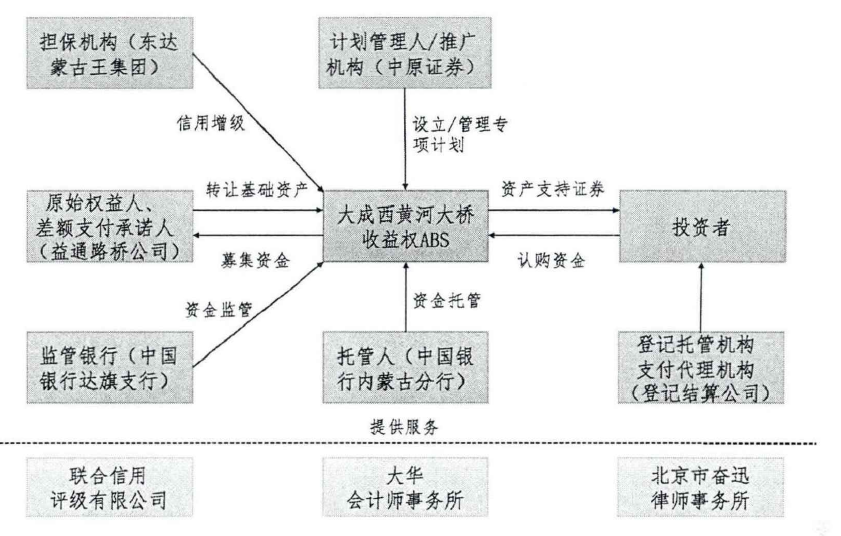 担保机构（东达
蒙古王集团）
计划管理人/推广
机构（中原证券）
信用增级
设立/管理专
项计划
原始权益人、
差额支付承诺人
（益通路桥公司）
转让基础资产
募集资金
大成西黄河大桥
收益权ABS
资产支持证券
认购资金
投资者
资金监管
资金托管
监管银行（中国
银行达旗支行）
托管人（中国银
行内蒙古分行）
登记托管机构
支付代理机构
（登记结算公司）
提供服务
联合信用
评级有限公司
大华
会计师事务所
北京市奋迅
律师事务所